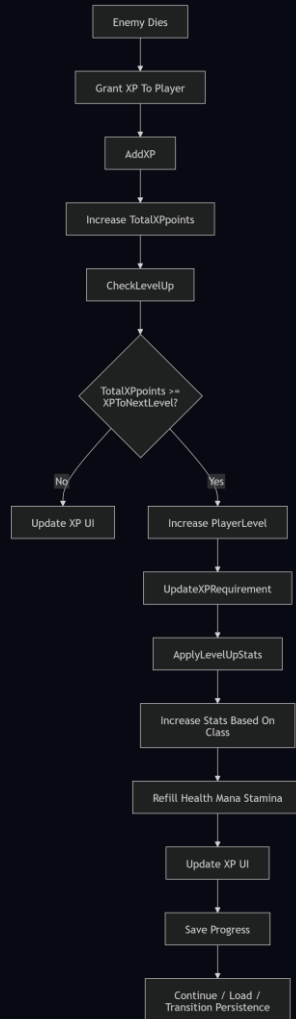 Enemy Dies
Grant XP To Player
AddXP
Increase TotalXPpoints
CheckLevelUp
TotalXPpoints >=
XPToNextLevel?
No
Yes
Update XP UI
Increase PlayerLevel
UpdateXPRequirement
ApplyLevelUpStats
Increase Stats Based On
Class
Refill Health Mana Stamina
Update XP UI
Save Progress
Continue / Load /
Transition Persistence